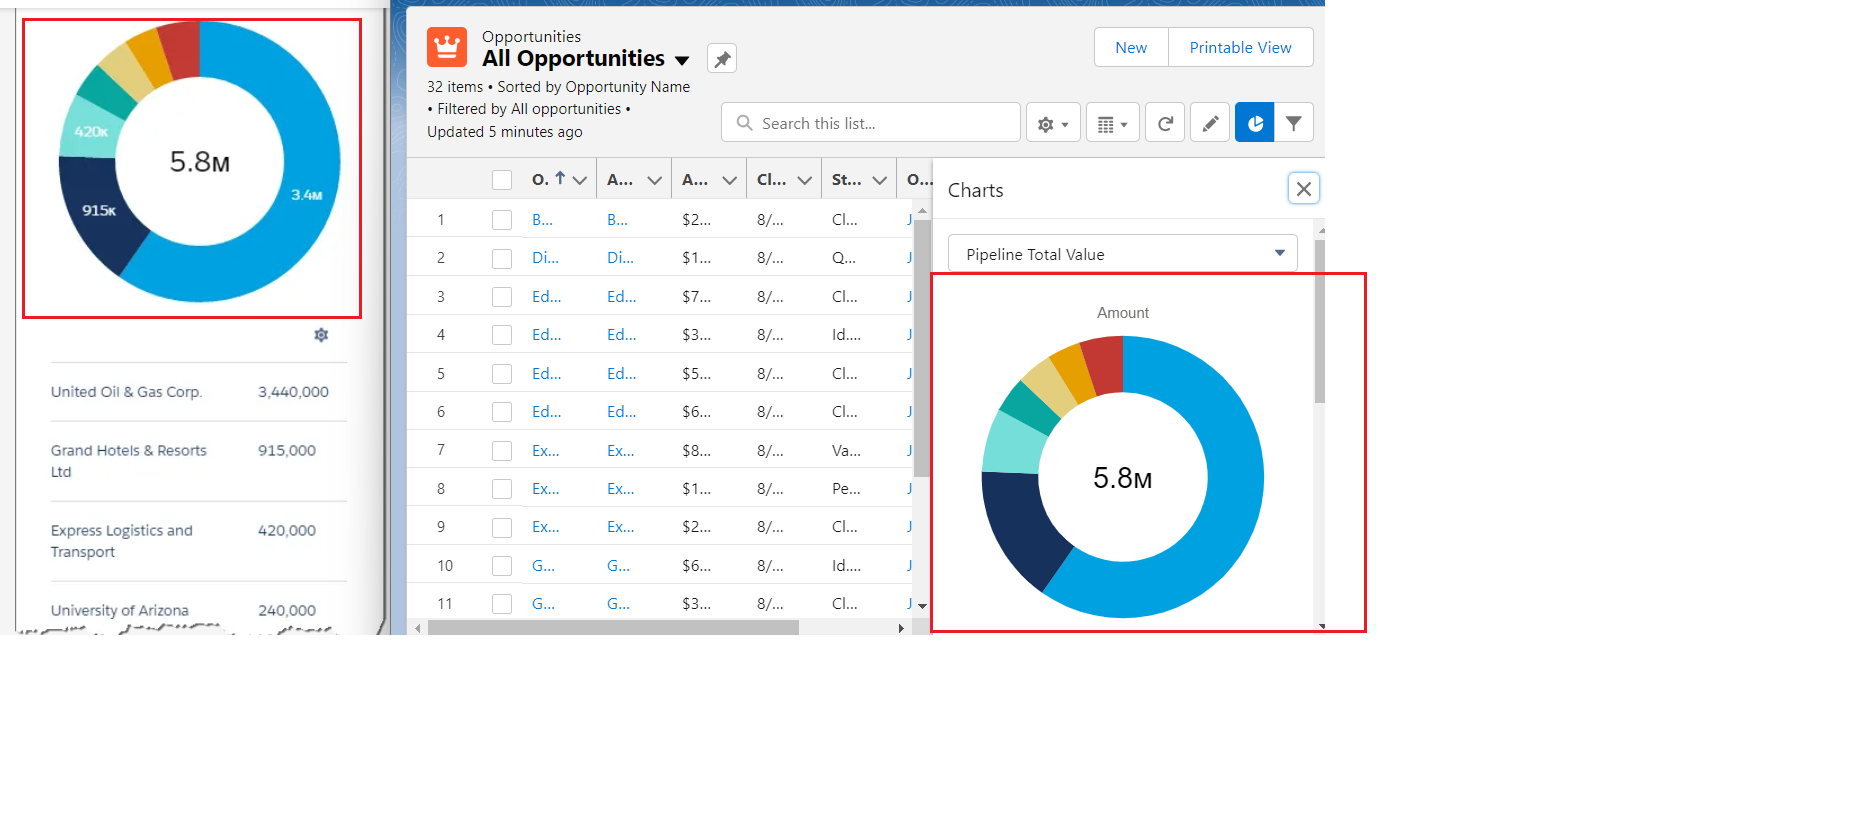 420K
5.8M
3.4M
915K
United Oil & Gas Corp. 3,440,000
Grand Hotels & Resorts 915,000
Ltd
Express Logistics and 420,000
Transport
University of Arizona 240,000
Opportunities
All Opportunities
New Printable View
32 items • Sorted by Opportunity Name
• Filtered by All opportunities •
Updated 5 minutes ago
Search this list...
O. A... A... Cl... St... O...
1 B... B... $2... 8/... Cl... J
2 Di... Di... $1... 8/... Q... J
3 Ed... Ed... $7... 8/... Cl... J
4 Ed... Ed... $3... 8/... Id.... J
5 Ed... Ed... $5... 8/... Cl... J
6 Ed... Ed... $6... 8/... Cl... J
7 Ex... Ex... $8... 8/... Va... J
8 Ex... Ex... $1... 8/... Pe... J
9 Ex... Ex... $2... 8/... Cl... J
10 G... G... $6... 8/... Id.... J
11 G... G... $3... 8/... Cl... J
Charts
Pipeline Total Value
Amount
5.8M